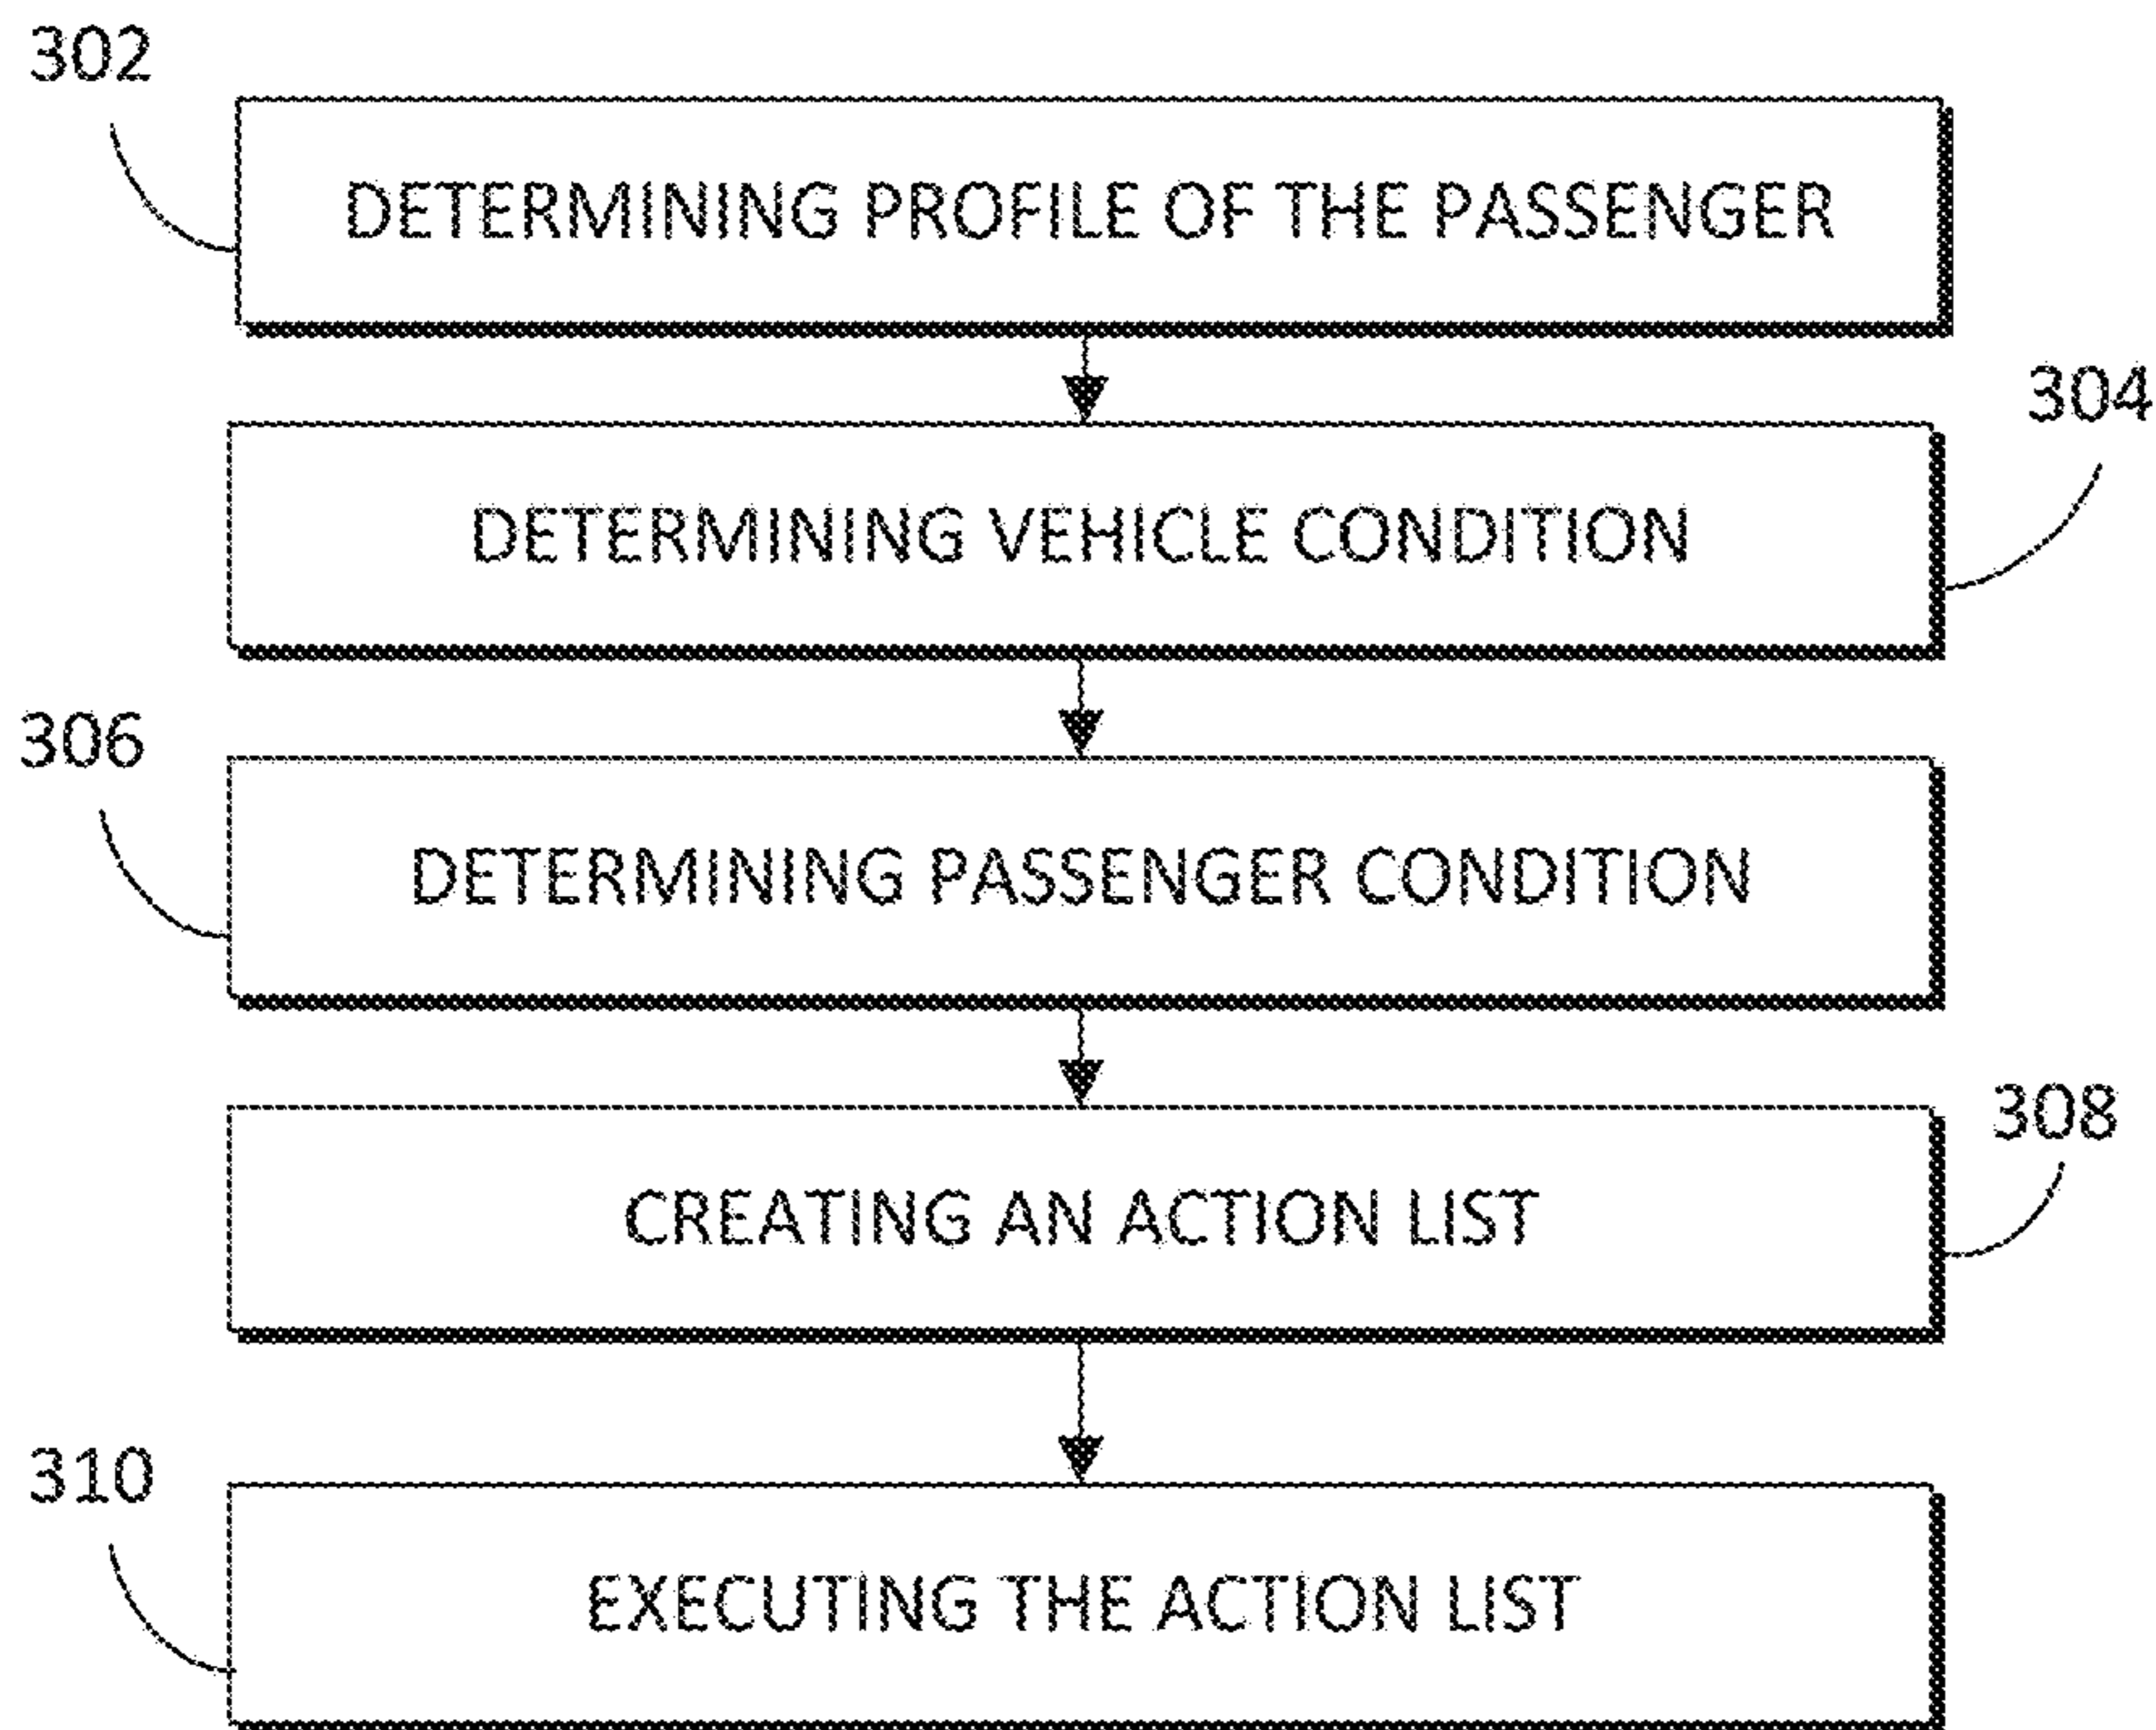 302
DETERMINING PROFILE OF THE PASSENGER
304
DETERMINING VEHICLE CONDITION
306
DETERMINING PASSENGER CONDITION
308
CREATING AN ACTION LIST
310
EXECUTING THE ACTION LIST